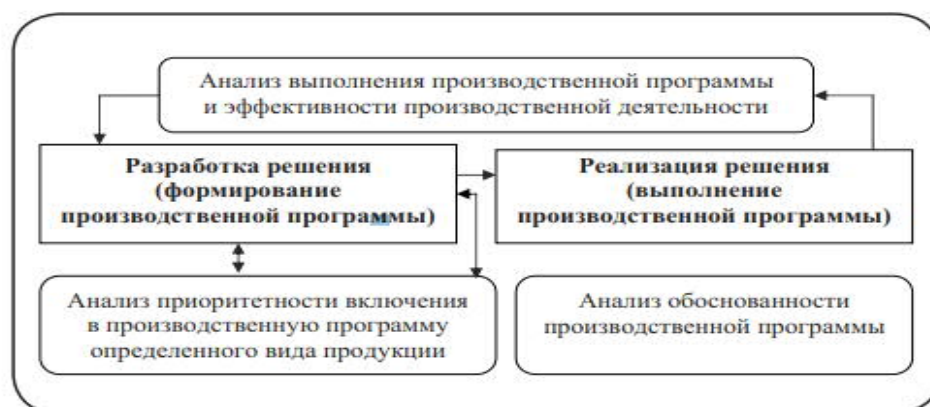 Анализ выполнения производственной программы
и эффективности производственной деятельности
Разработка решения
(формирование
производственной программы)
Реализация решения
(выполнение
производственной программы)
Анализ приоритетности включения
в производственную программу
определенного вида продукции
Анализ обоснованности
производственной программы